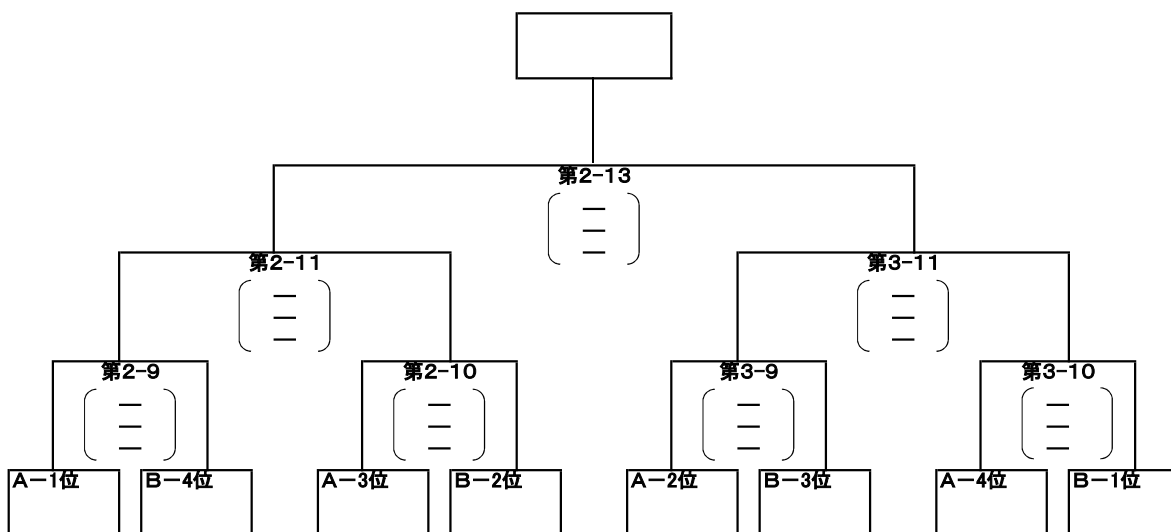 第2-13
—
—
—
第2-11
—
—
—
第3-11
—
—
—
第2-9
—
—
—
第2-10
—
—
—
第3-9
—
—
—
第3-10
—
—
—
A-1位
B-4位
A-3位
B-2位
A-2位
B-3位
A-4位
B-1位